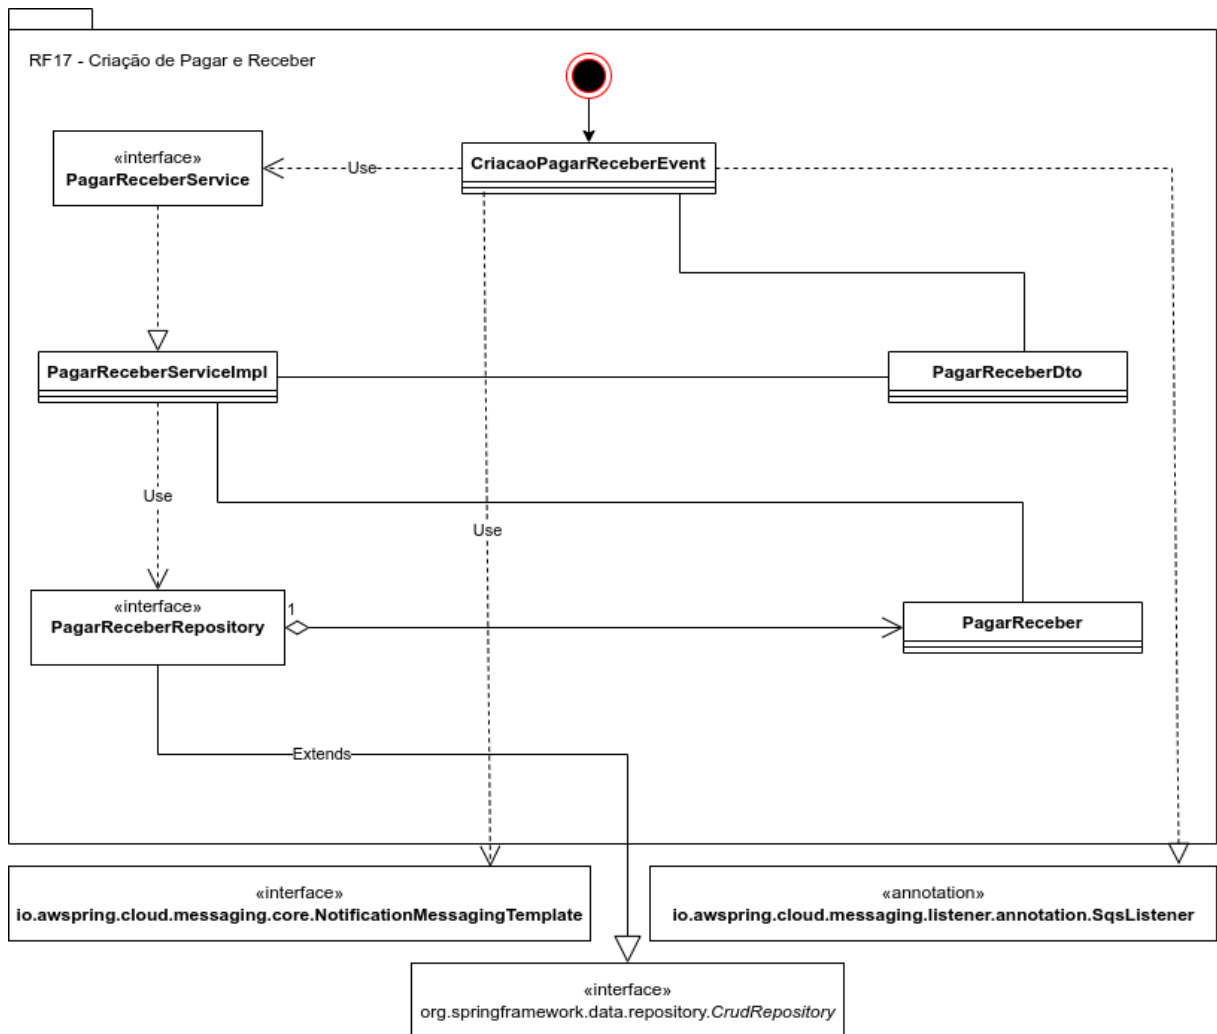 RF17 - Criação de Pagar e Receber
«interface»
PagarReceberService
Use
CriacaoPagarReceberEvent
PagarReceberServiceImpl
PagarReceberDto
Use
Use
«interface»
PagarReceberRepository
1
PagarReceber
Extends
«interface»
io.awspring.cloud.messaging.core.NotificationMessagingTemplate
«annotation»
io.awspring.cloud.messaging.listener.annotation.SqsListener
«interface»
org.springframework.data.repository.CrudRepository